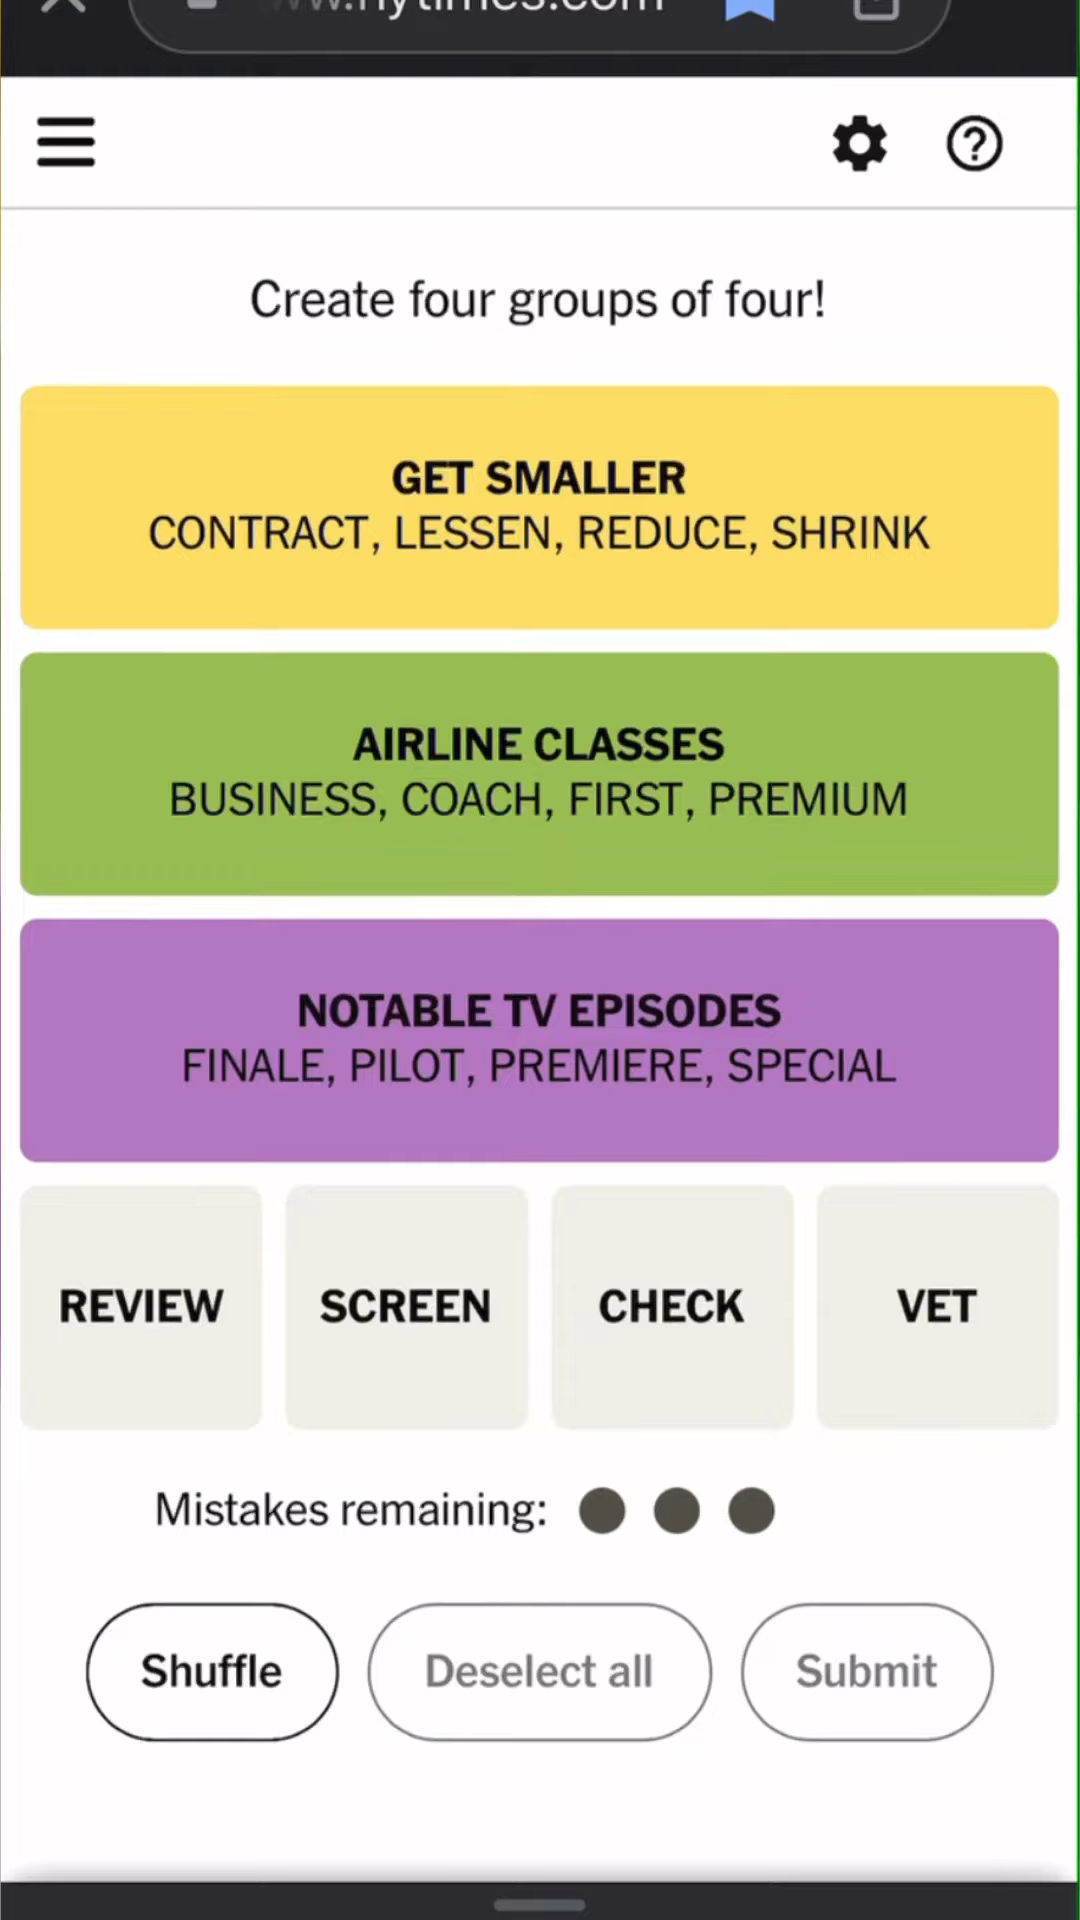 Create four groups of four!
GET SMALLER
CONTRACT, LESSEN, REDUCE, SHRINK
AIRLINE CLASSES
BUSINESS, COACH, FIRST, PREMIUM
NOTABLE TV EPISODES
FINALE, PILOT, PREMIERE, SPECIAL
REVIEW SCREEN CHECK VET
Mistakes remaining:
Shuffle Deselect all Submit